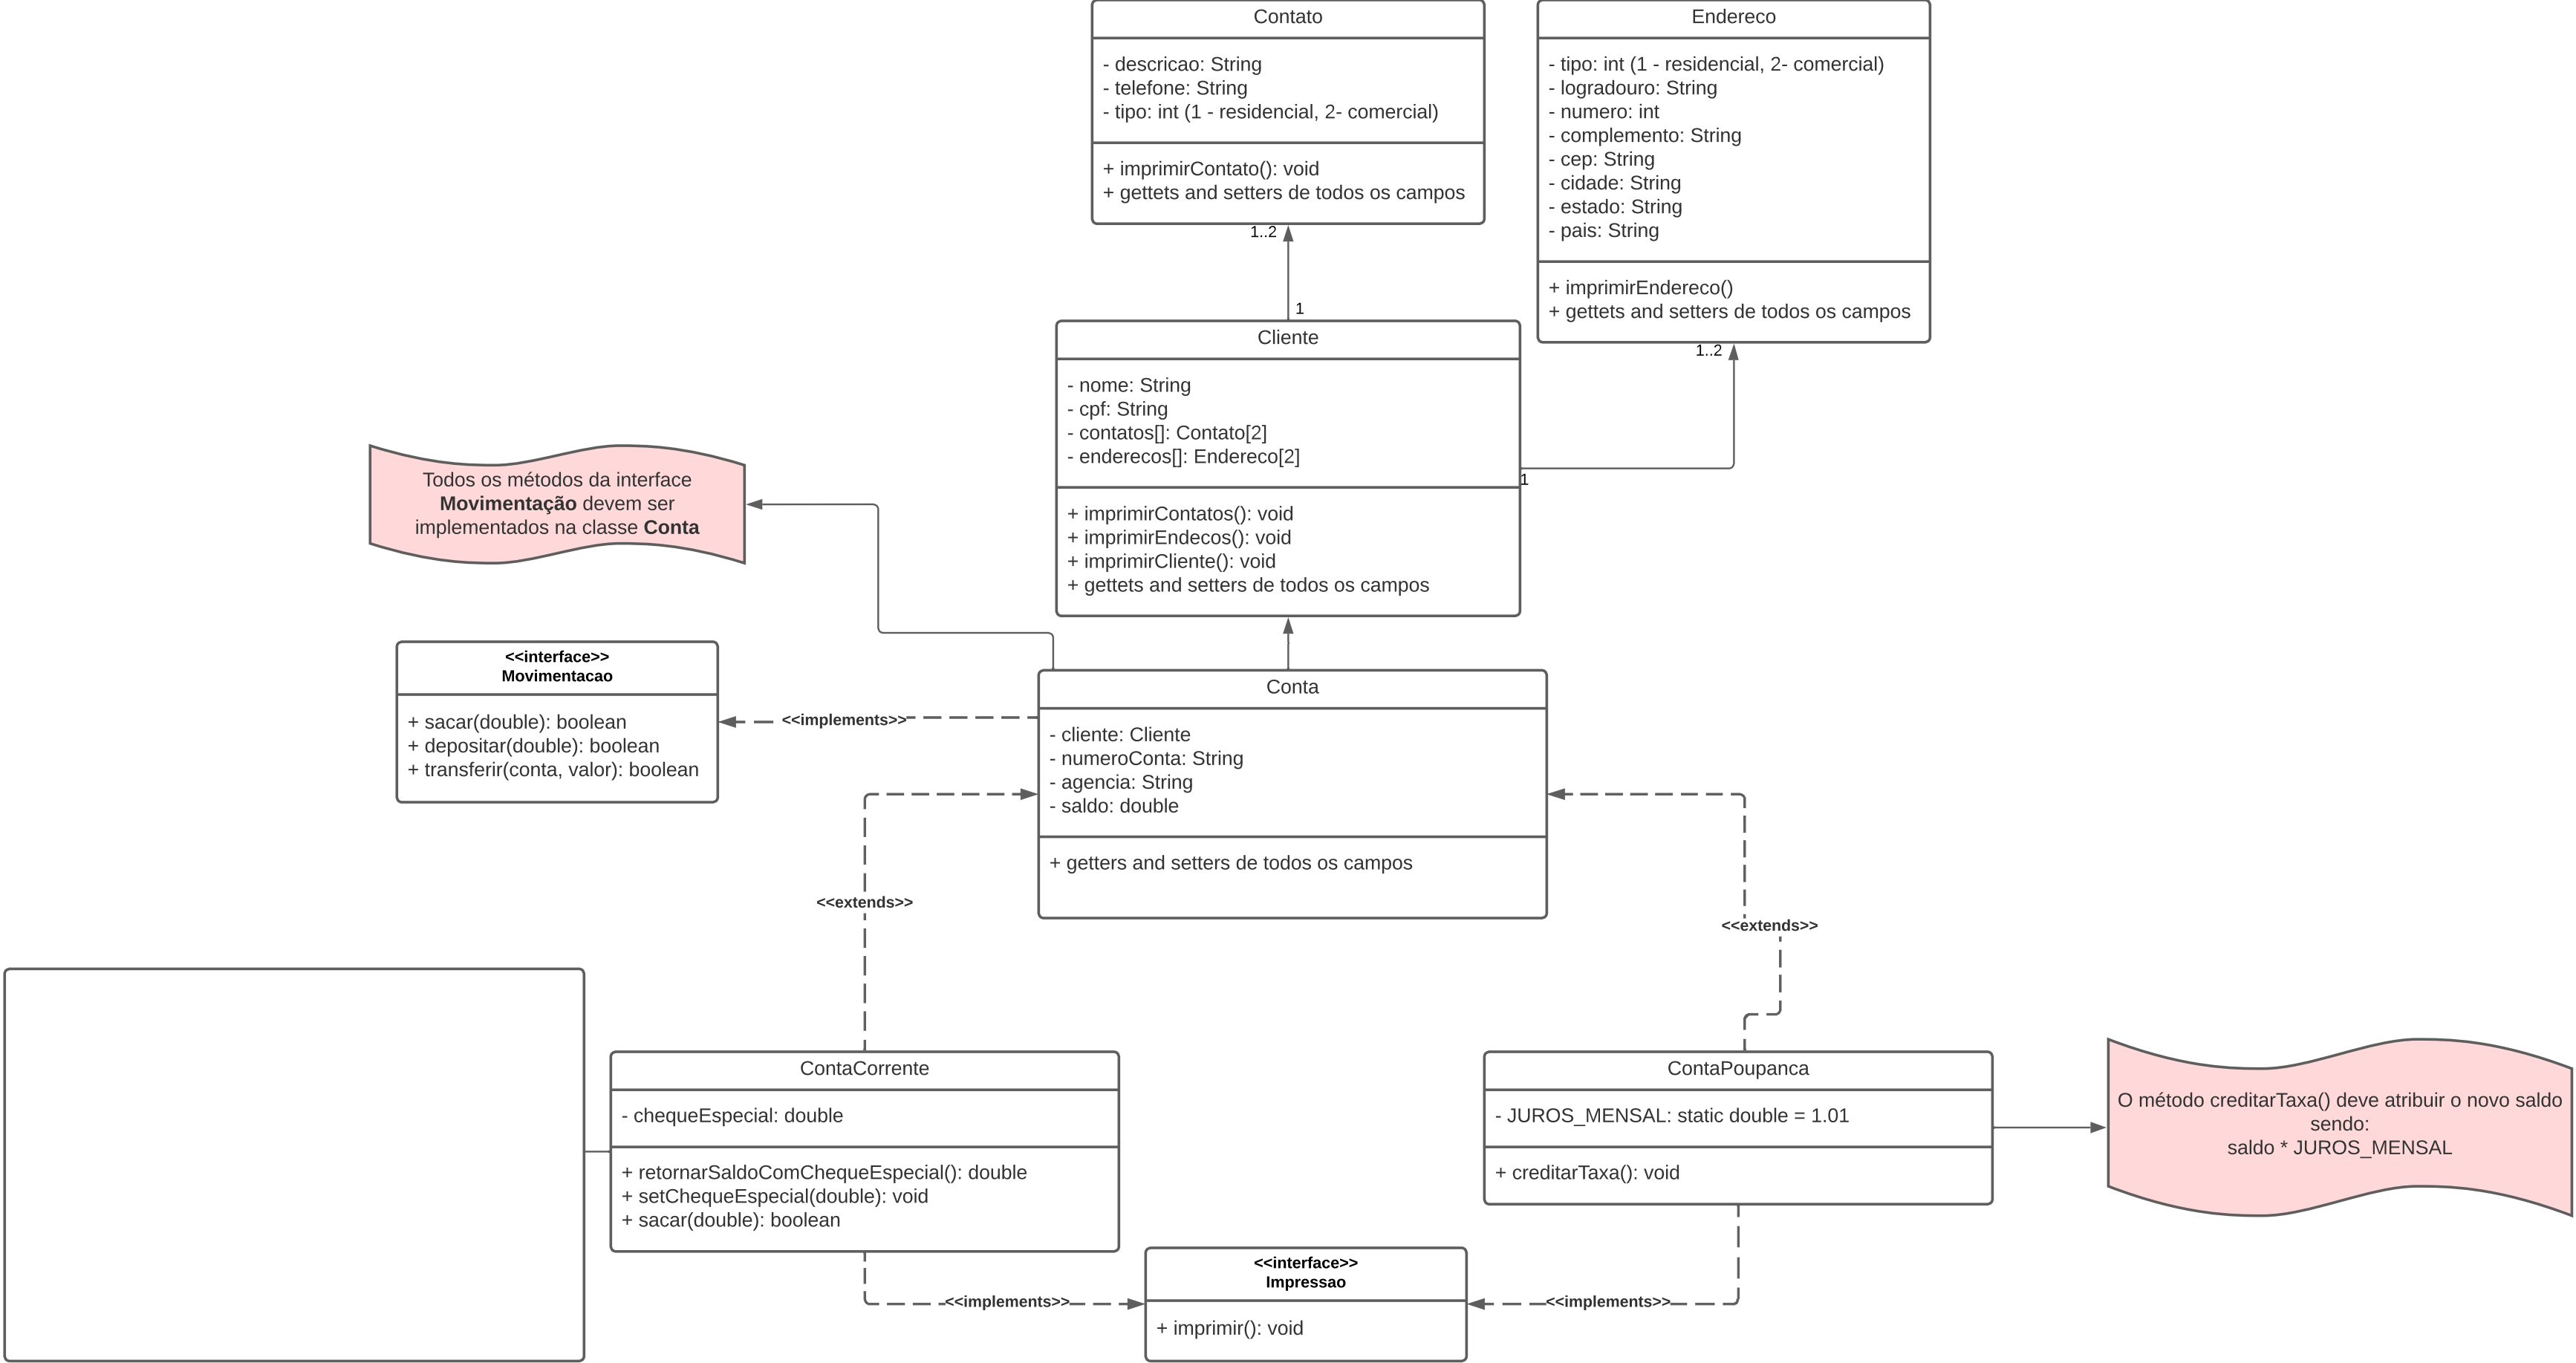 Contato
- descricao: String
- telefone: String
- tipo: int (1 - residencial, 2- comercial)
+ imprimirContato(): void
+ gettets and setters de todos os campos
Endereco
- tipo: int (1 - residencial, 2- comercial)
- logradouro: String
- numero: int
- complemento: String
- cep: String
- cidade: String
- estado: String
- pais: String
+ imprimirEndereco()
+ gettets and setters de todos os campos
1..2
1
1..2
1
Cliente
- nome: String
- cpf: String
- contatos[]: Contato[2]
- enderecos[]: Endereco[2]
+ imprimirContatos(): void
+ imprimirEndecos(): void
+ imprimirCliente(): void
+ gettets and setters de todos os campos
Todos os métodos da interface
Movimentação devem ser
implementados na classe Conta
<<interface>>
Movimentacao
+ sacar(double): boolean
+ depositar(double): boolean
+ transferir(conta, valor): boolean
<<implements>>
Conta
- cliente: Cliente
- numeroConta: String
- agencia: String
- saldo: double
+ getters and setters de todos os campos
<<extends>>
<<extends>>
ContaCorrente
- chequeEspecial: double
+ retornarSaldoComChequeEspecial(): double
+ setChequeEspecial(double): void
+ sacar(double): boolean
ContaPoupanca
- JUROS_MENSAL: static double = 1.01
+ creditarTaxa(): void
O método creditarTaxa() deve atribuir o novo saldo
sendo:
saldo * JUROS_MENSAL
<<implements>>
<<interface>>
Impressao
+ imprimir(): void
<<implements>>